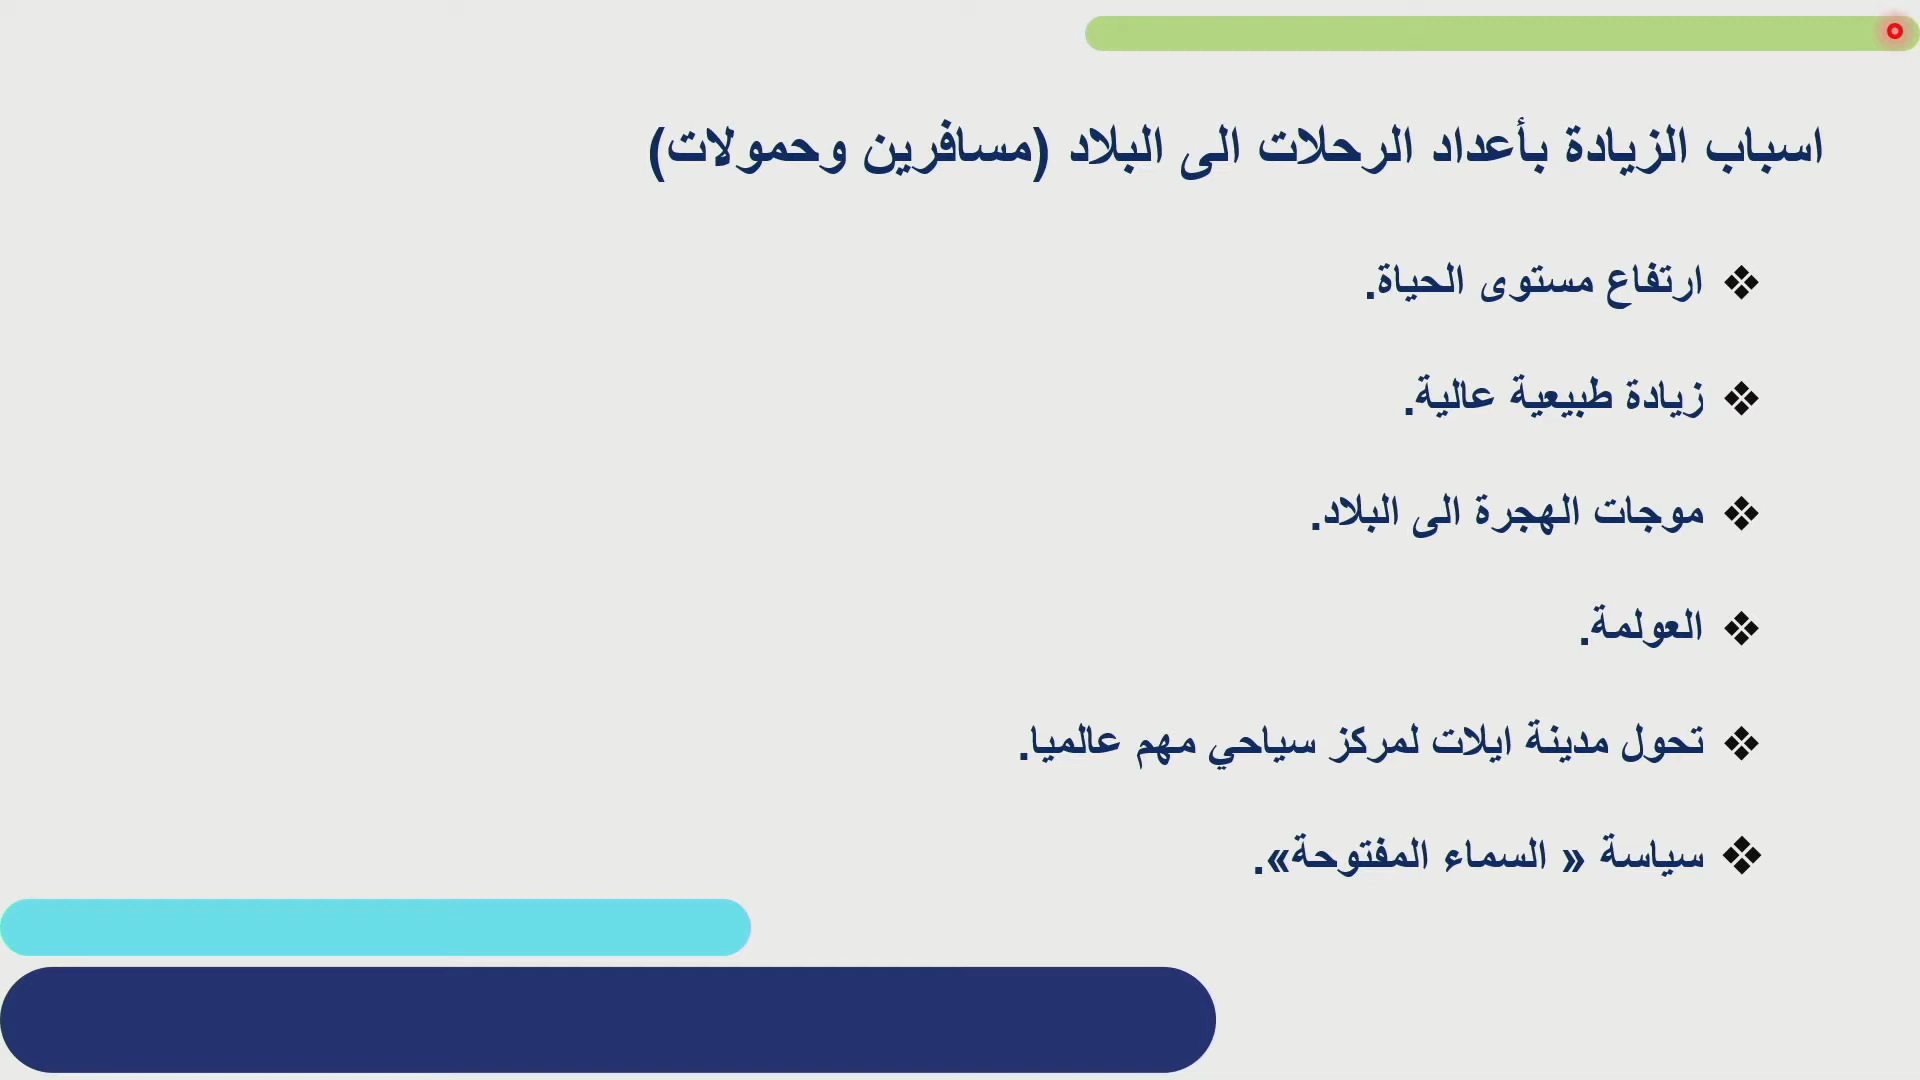 اسباب الزيادة بأعداد الرحلات الى البلاد (مسافرين وحمولات)
❖ ارتفاع مستوى الحياة.
❖ زيادة طبيعية عالية.
❖ موجات الهجرة الى البلاد.
❖ العولمة.
❖ تحول مدينة ايلات لمركز سياحي مهم عالميا.
❖ سياسة « السماء المفتوحة».